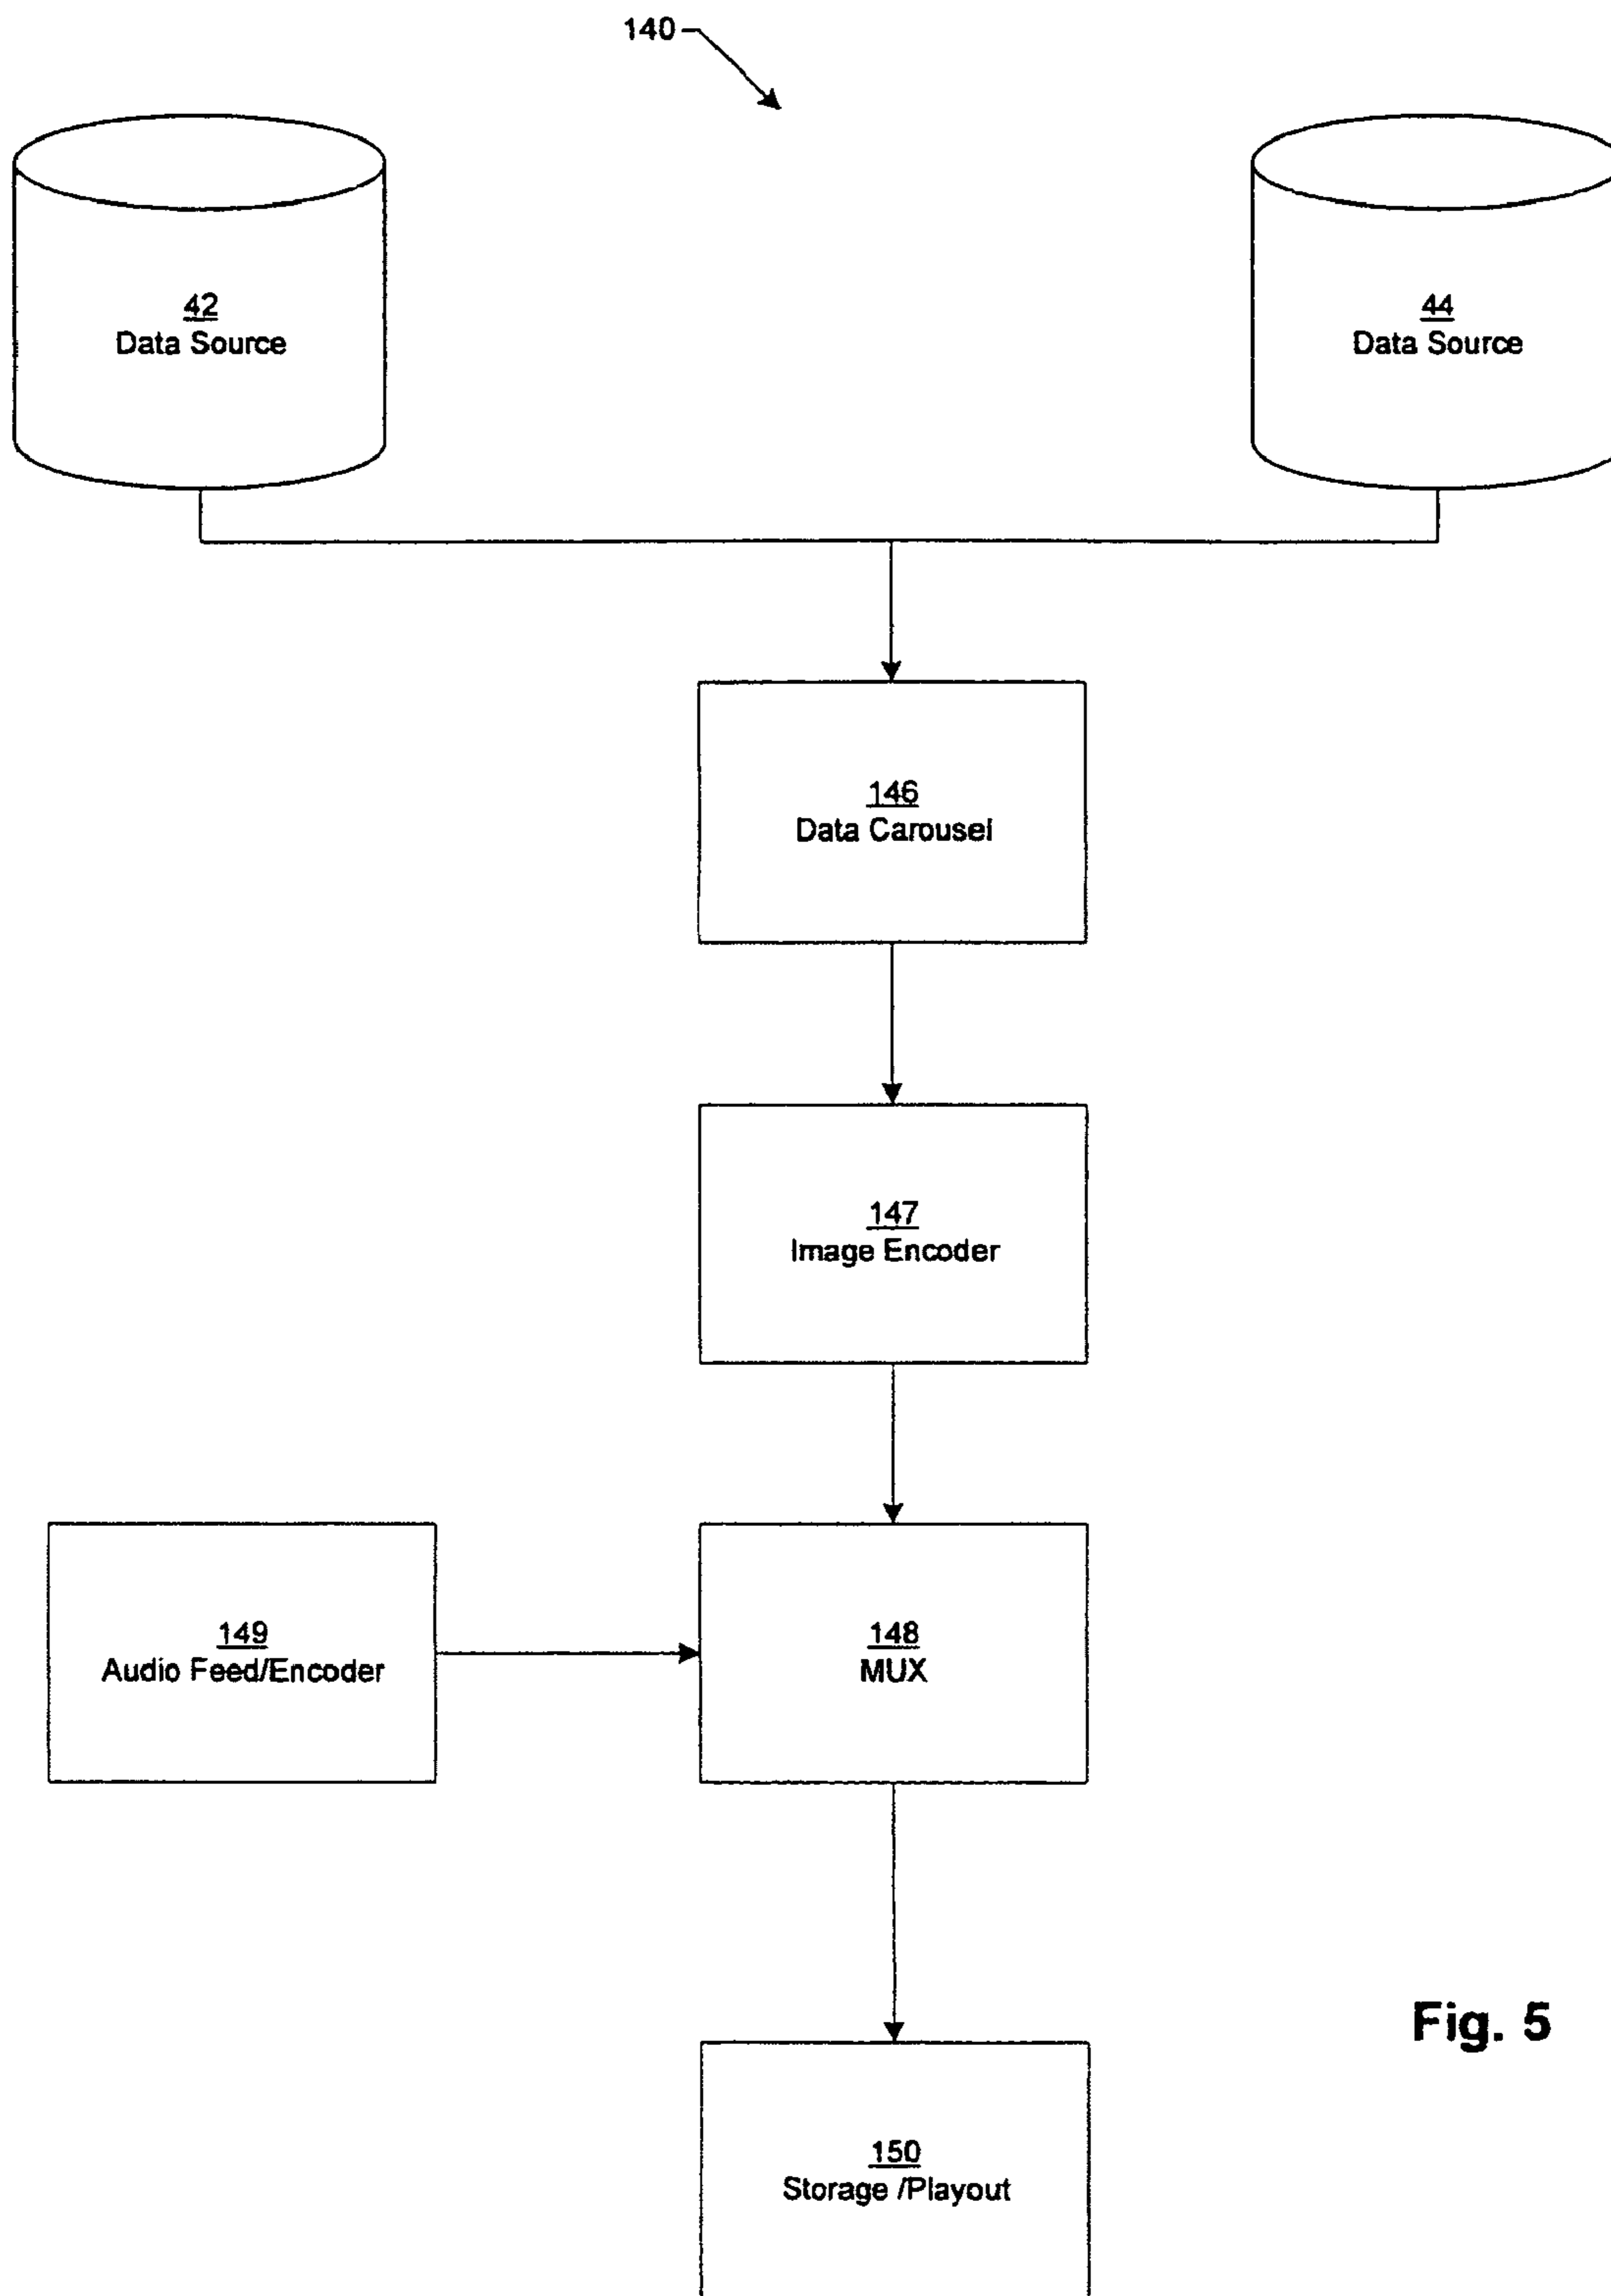 140
42
Data Source
44
Data Source
146
Data Carousel
147
Image Encoder
149
Audio Feed/Encoder
148
MUX
150
Storage /Playout
Fig. 5